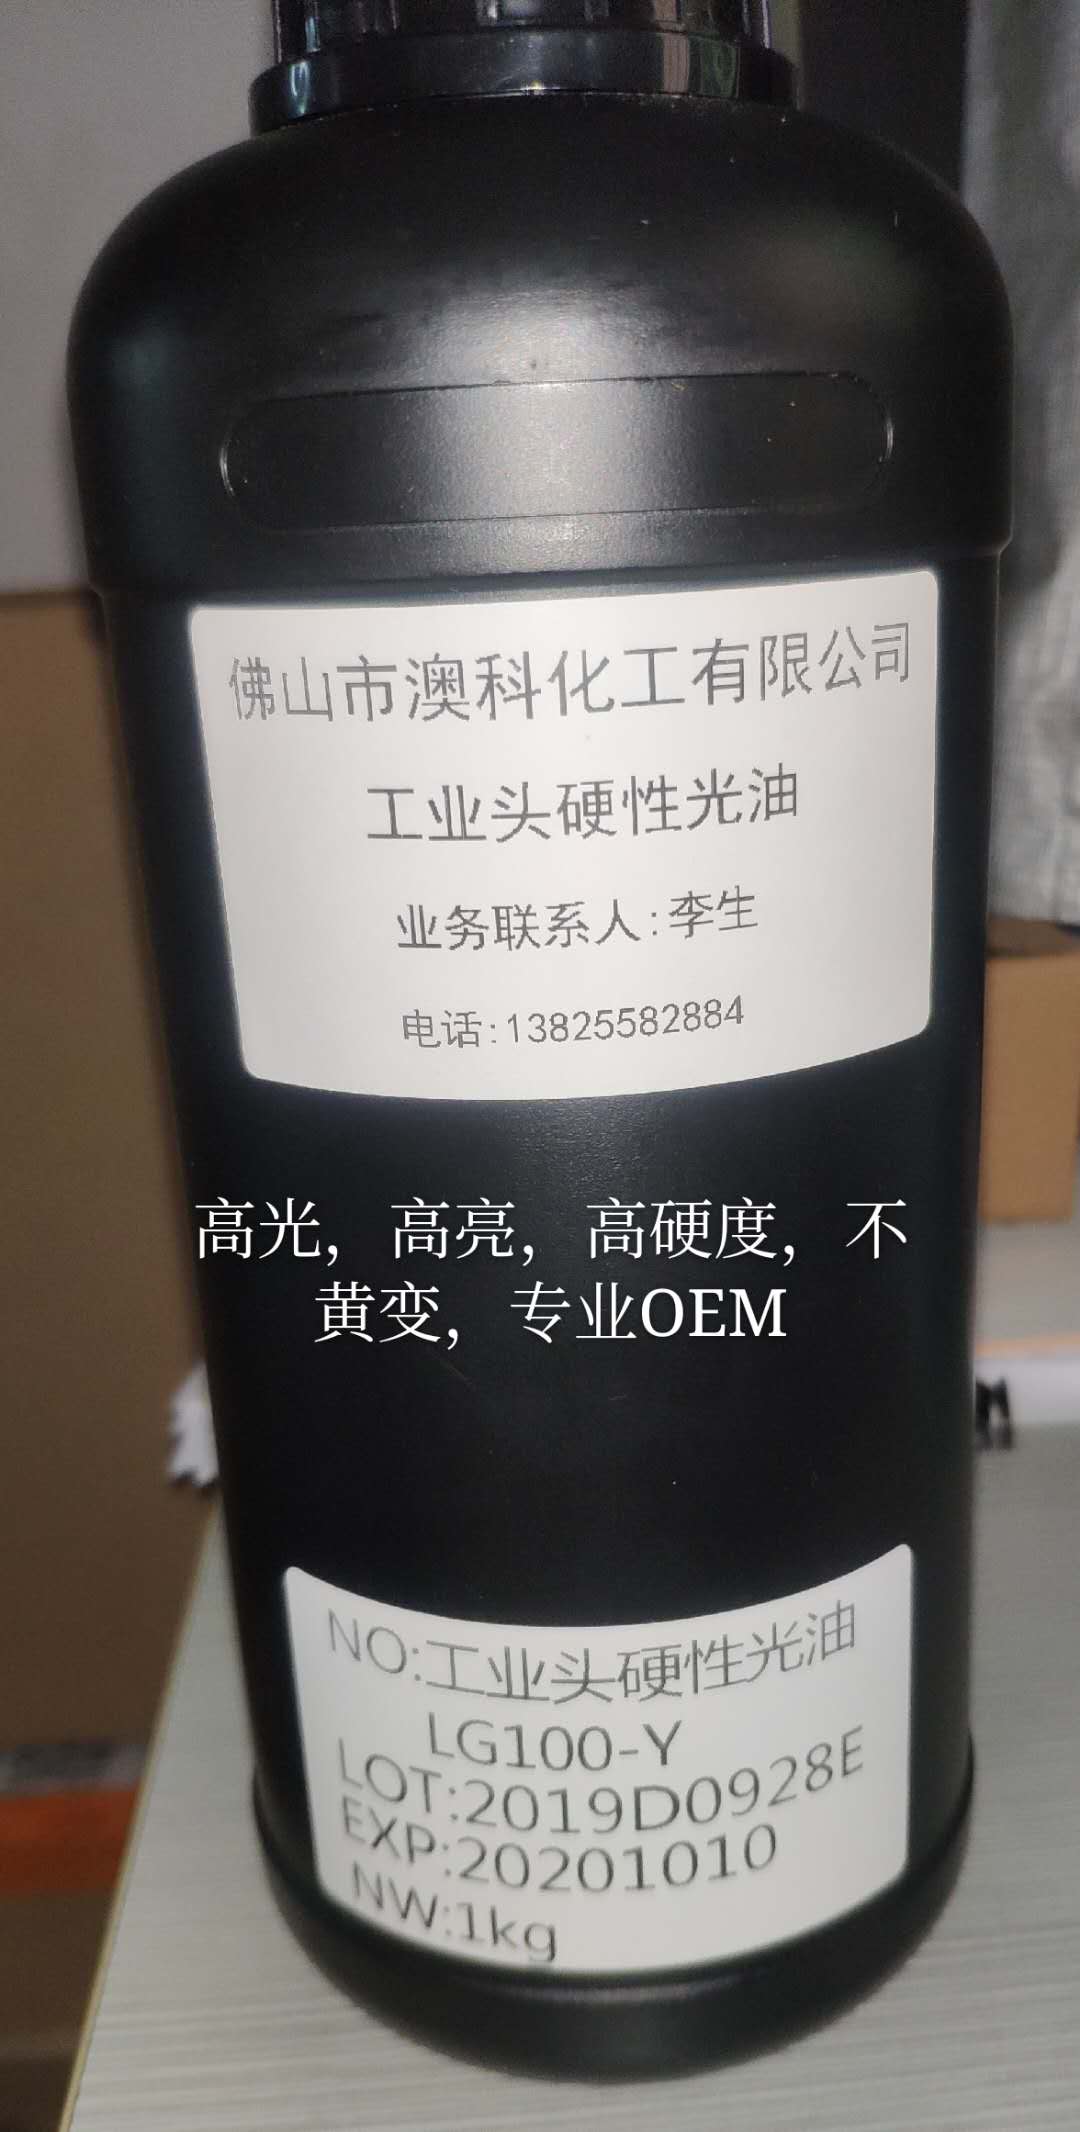 佛山市澳科化工有限公司
工业头硬性光油
业务联系人:李生
电话:13825582884
高光，高亮，高硬度，不
黄变，专业OEM
NO:工业头硬性光油
LG100-Y
LOT:2019D0928E
EXP:20201010
NW:1kg